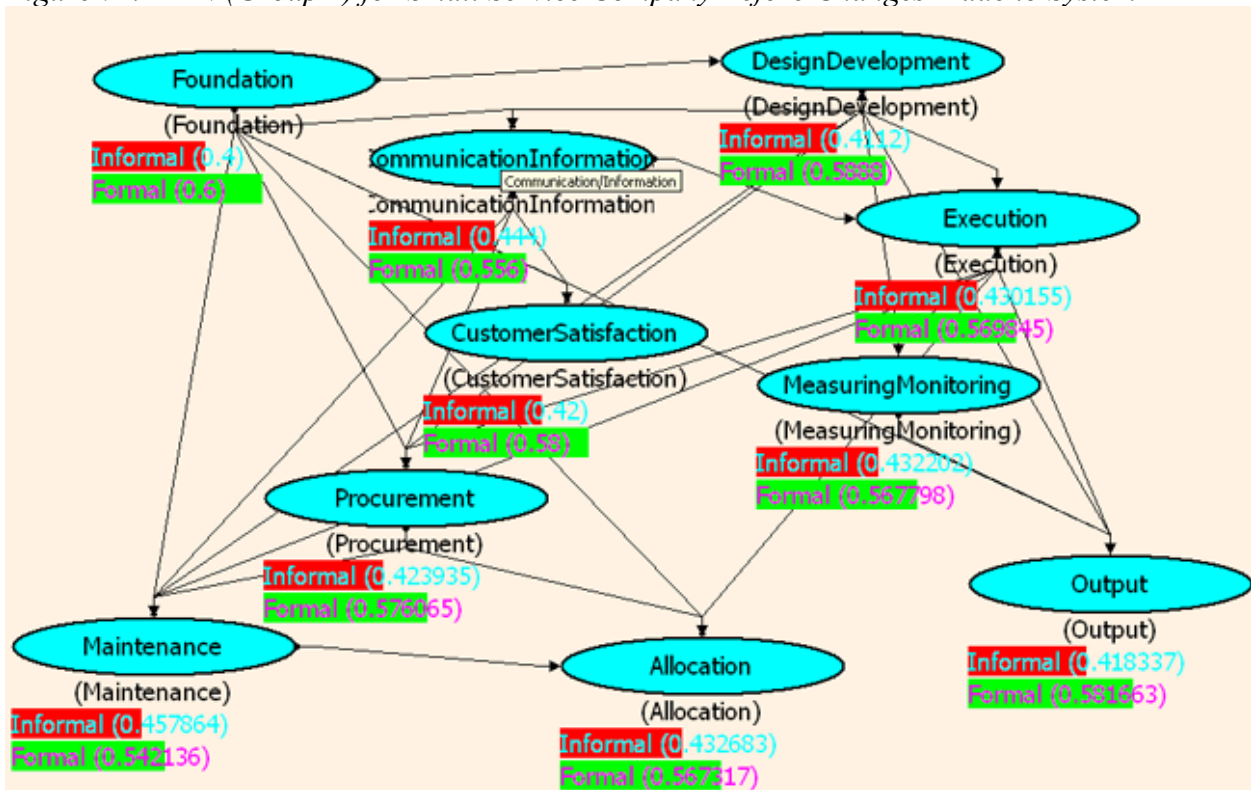 Foundation
(Foundation)
Informal (0.4)
Formal (0.6)
DesignDevelopment
(DesignDevelopment)
Informal (0.4112)
Formal (0.5888)
ommunicationInformation
Communication/Information
ommunicationInformation
Informal (0.444)
Formal (0.556)
Execution
(Execution)
Informal (0.430155)
Formal (0.569845)
CustomerSatisfaction
(CustomerSatisfaction)
Informal (0.42)
Formal (0.58)
MeasuringMonitoring
(MeasuringMonitoring)
Informal (0.432202)
Formal (0.567798)
Procurement
(Procurement)
Informal (0.423935)
Formal (0.576065)
Output
(Output)
Informal (0.418337)
Formal (0.581663)
Maintenance
(Maintenance)
Informal (0.457864)
Formal (0.542136)
Allocation
(Allocation)
Informal (0.432683)
Formal (0.567317)